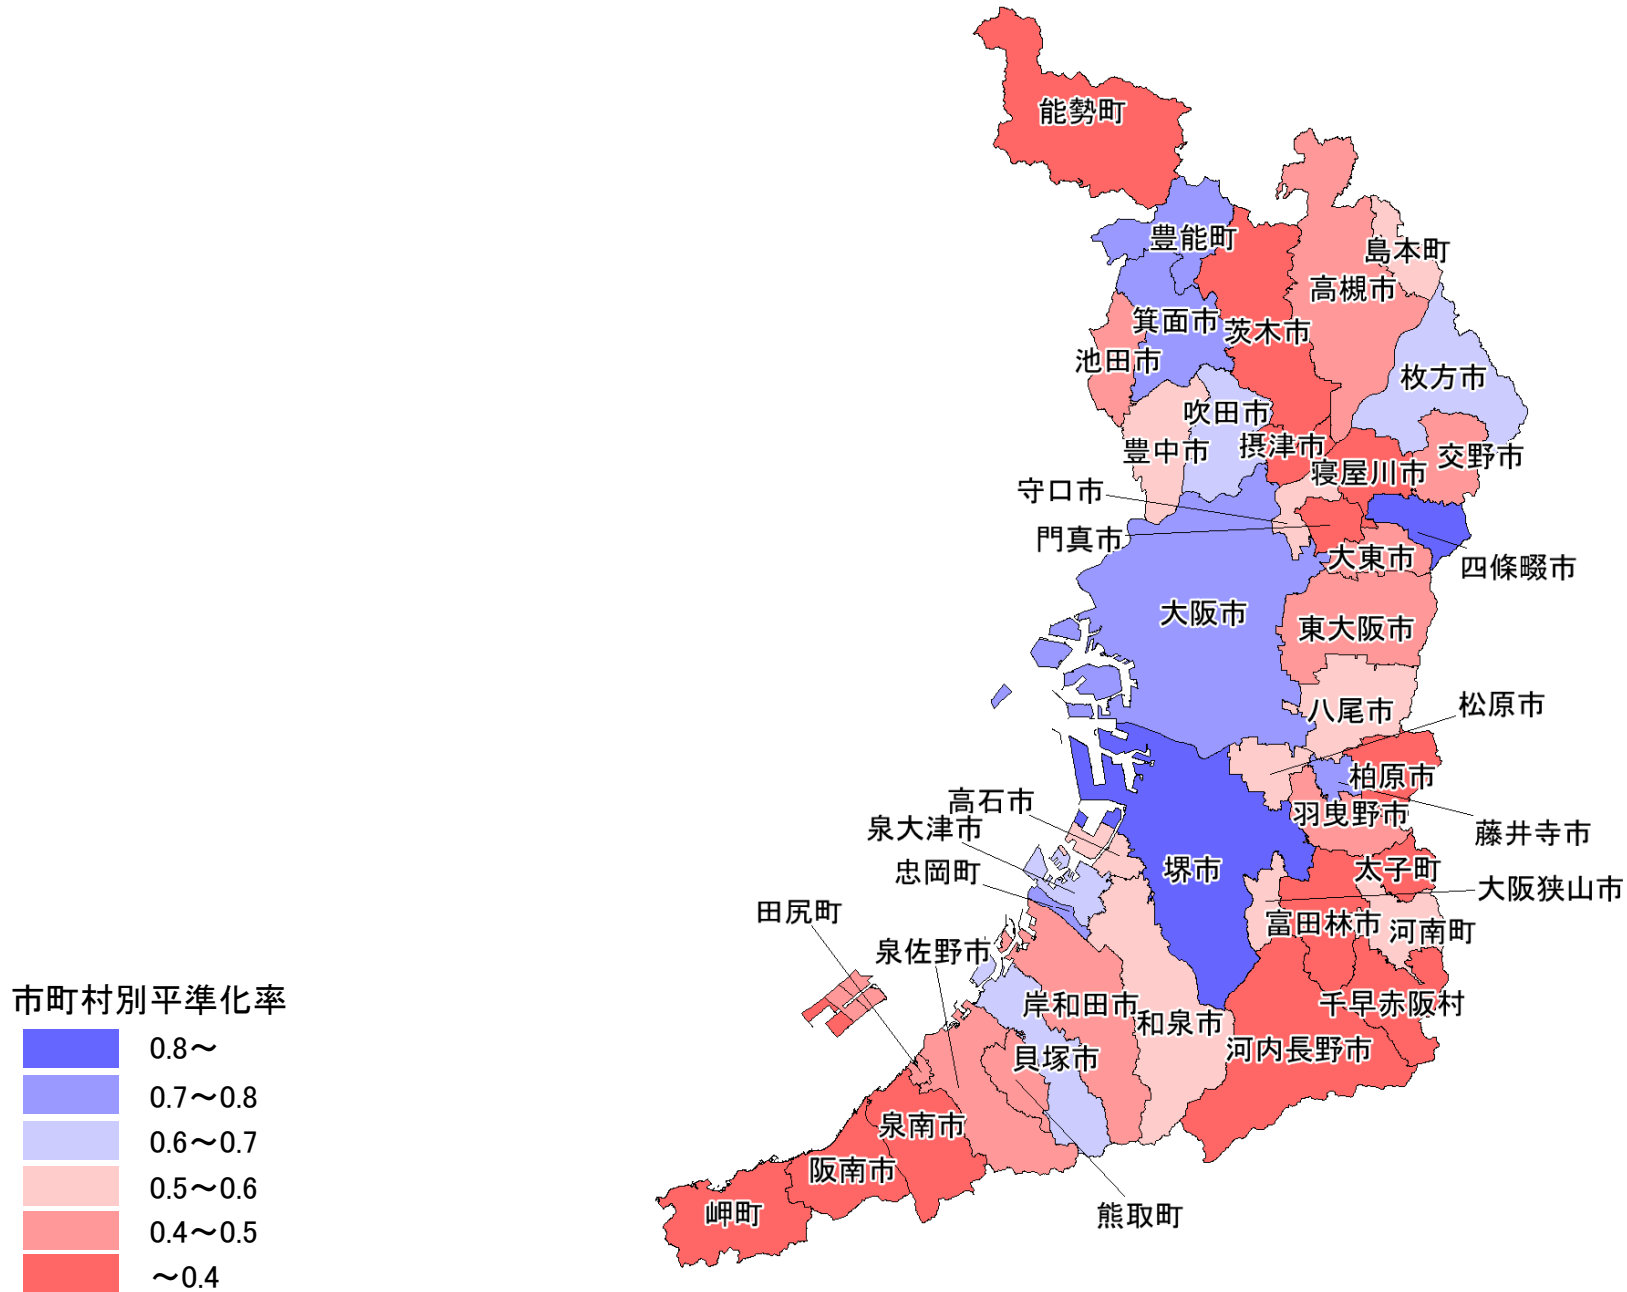 能勢町
豊能町
島本町
高槻市
箕面市
茨木市
池田市
枚方市
吹田市
豊中市
摂津市
寝屋川市
交野市
守口市
門真市
大東市
四條畷市
大阪市
東大阪市
八尾市
松原市
柏原市
高石市
羽曳野市
泉大津市
藤井寺市
忠岡町
堺市
太子町
大阪狭山市
田尻町
富田林市
河南町
泉佐野市
岸和田市
千早赤阪村
和泉市
河内長野市
貝塚市
泉南市
阪南市
岬町
熊取町
市町村別平準化率
0.8～
0.7～0.8
0.6～0.7
0.5～0.6
0.4～0.5
～0.4